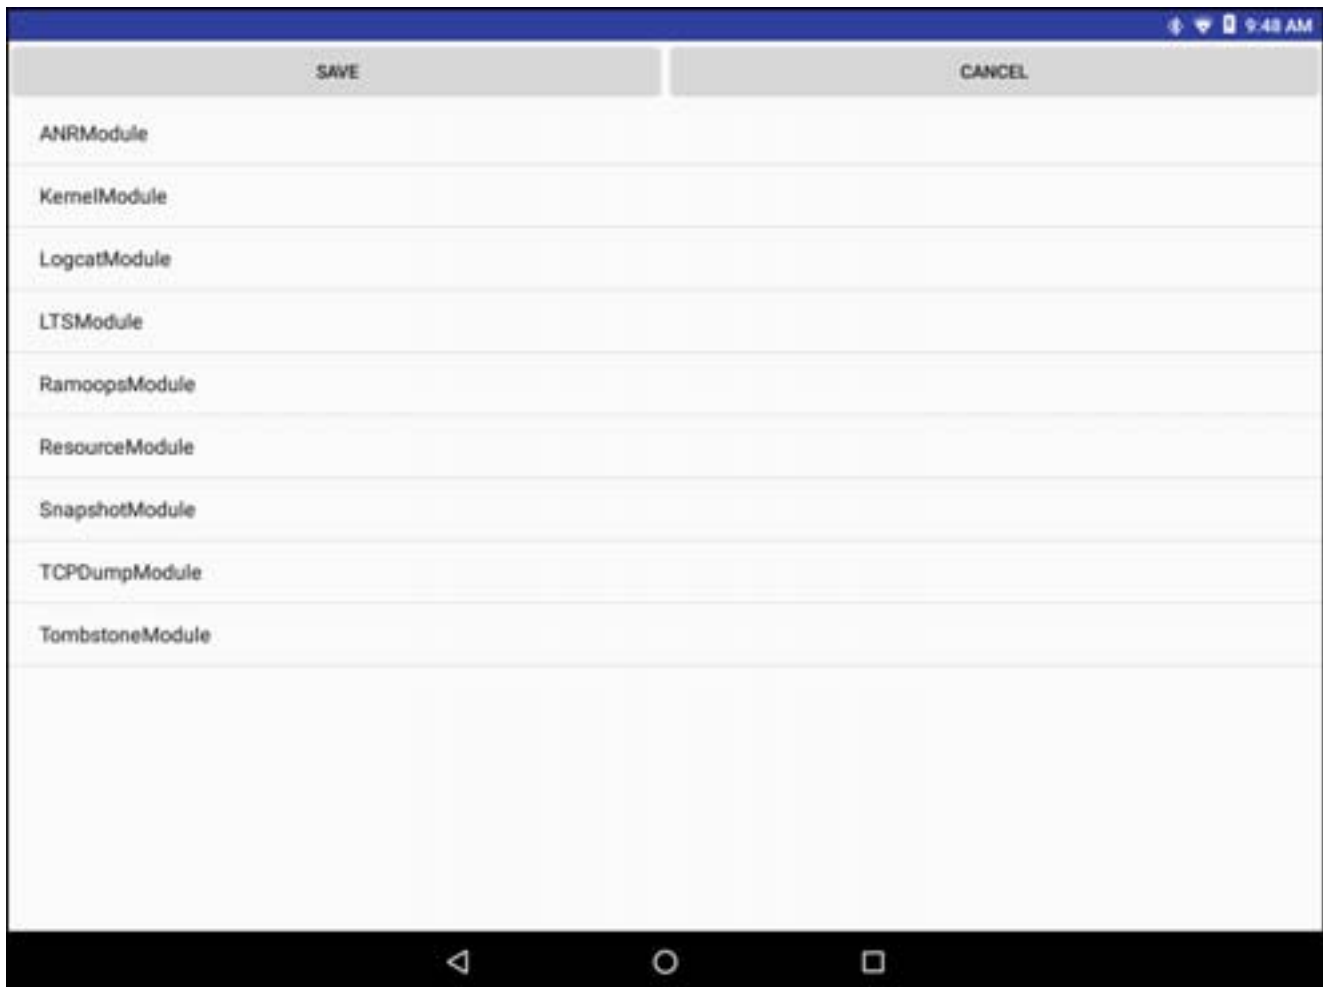 9:48 AM
SAVE CANCEL
ANRModule
KernelModule
LogcatModule
LTSModule
RamoopsModule
ResourceModule
SnapshotModule
TCPDumpModule
TombstoneModule